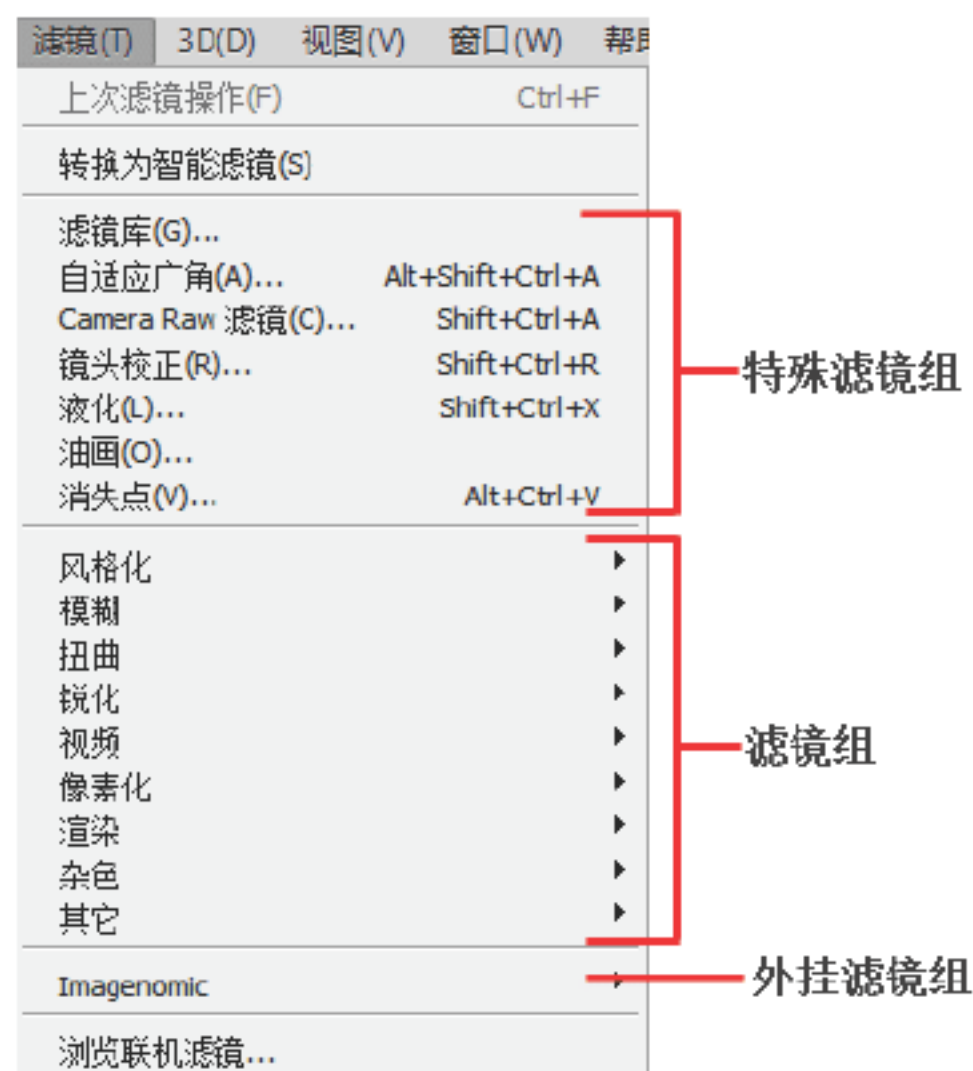 滤镜(T) 3D(D) 视图(V) 窗口(W)
上次滤镜操作(F) Ctrl+F
转换为智能滤镜(S)
滤镜库(G)...
自适应广角(A)... Alt+Shift+Ctrl+A
Camera Raw 滤镜(C)... Shift+Ctrl+A
镜头校正(R)... Shift+Ctrl+R
液化(L)... Shift+Ctrl+X
油画(O)...
消失点(V)... Alt+Ctrl+V
特殊滤镜组
风格化
模糊
扭曲
锐化
视频
像素化
渲染
杂色
其它
滤镜组
Imagenomic
外挂滤镜组
浏览联机滤镜...